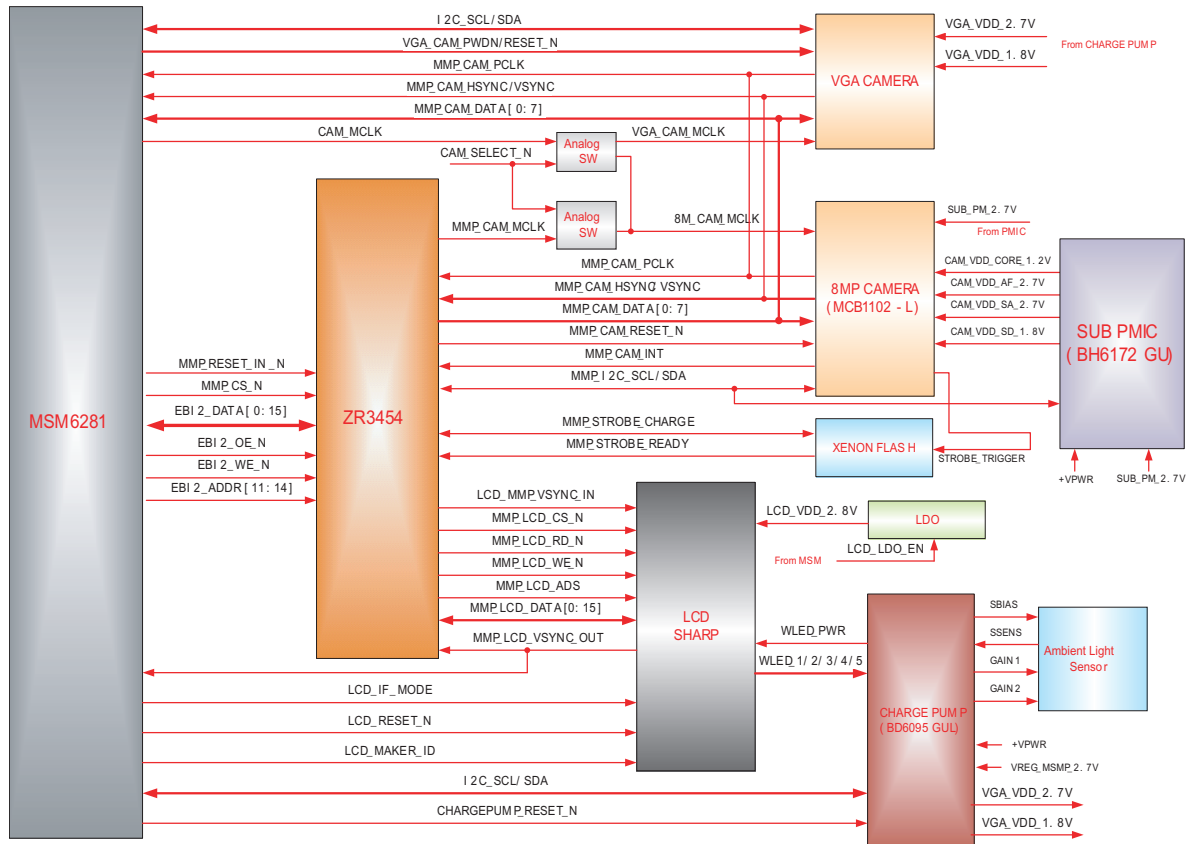 I2C_SCL/SDA
VGA_CAM_PWDN/RESET_N
MMP_CAM_PCLK
MMP_CAM_HSYNC/VSYNC
MMP_CAM_DATA[0:7]
CAM_MCLK
CAM_SELECT_N
Analog
SW
VGA_CAM_MCLK
VGA CAMERA
VGA_VDD_2.7V
From CHARGE PUMP
VGA_VDD_1.8V
Analog
SW
MMP_CAM_MCLK
8M_CAM_MCLK
MMP_CAM_PCLK
MMP_CAM_HSYNC/VSYNC
MMP_CAM_DATA[0:7]
MMP_CAM_RESET_N
MMP_CAM_INT
MMP_I2C_SCL/SDA
8MP CAMERA
(MCB1102-L)
SUB_PM_2.7V
From PMIC
CAM_VDD_CORE_1.2V
CAM_VDD_AF_2.7V
CAM_VDD_SA_2.7V
CAM_VDD_SD_1.8V
SUB PMIC
(BH6172 GU)
+VPWR
SUB_PM_2.7V
MSM6281
MMP_RESET_IN_N
MMP_CS_N
EBI2_DATA[0:15]
EBI2_OE_N
EBI2_WE_N
EBI2_ADDR[11:14]
ZR3454
MMP_STROBE_CHARGE
MMP_STROBE_READY
XENON FLASH
STROBE_TRIGGER
LCD_MMP_VSYNC_IN
MMP_LCD_CS_N
MMP_LCD_RD_N
MMP_LCD_WE_N
MMP_LCD_ADS
MMP_LCD_DATA[0:15]
MMP_LCD_VSYNC_OUT
LCD
SHARP
LCD_VDD_2.8V
LDO
From MSM
LCD_LDO_EN
WLED_PWR
WLED_1/2/3/4/5
CHARGE PUMP
(BD6095 GUL)
SBIAS
SSENS
GAIN1
GAIN2
Ambient Light
Sensor
+VPWR
VREG_MSMP_2.7V
VGA_VDD_2.7V
VGA_VDD_1.8V
LCD_IF_MODE
LCD_RESET_N
LCD_MAKER_ID
I2C_SCL/SDA
CHARGEPUMP_RESET_N